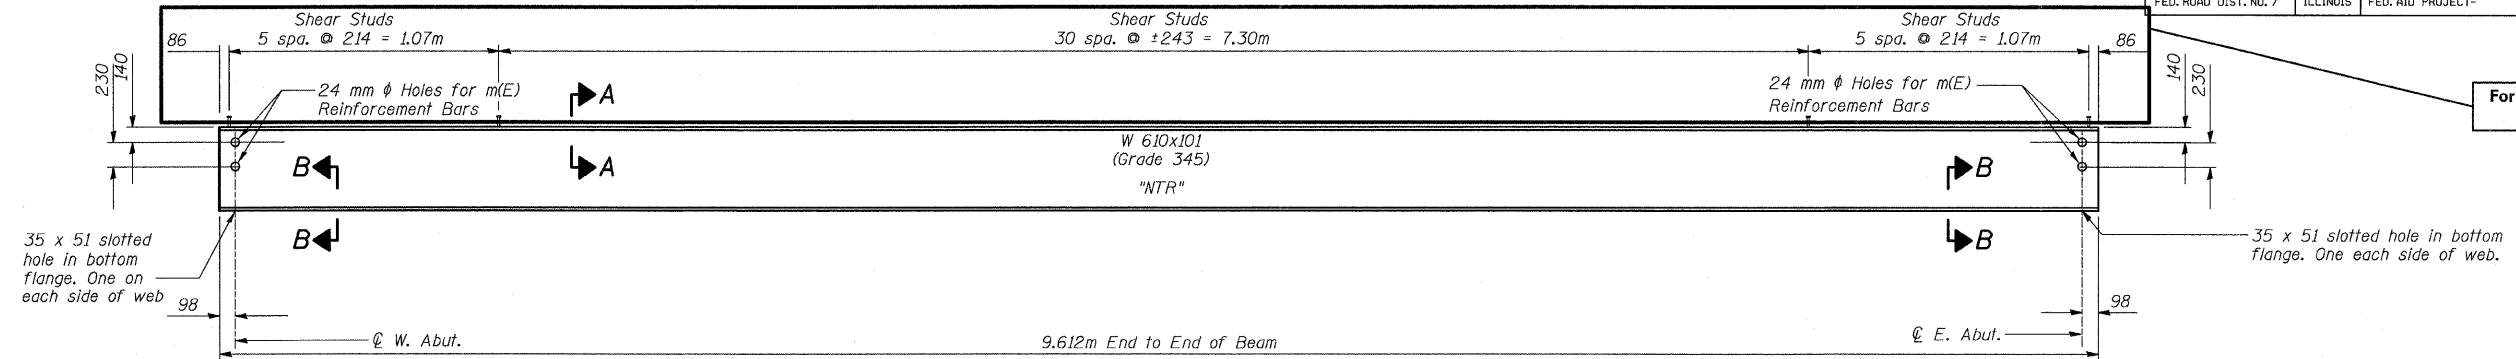 FED. ROAD DIST. NO. 7 ILLINOIS FED. AID PROJECT-
Shear Studs
5 spa. @ 214 = 1.07m
Shear Studs
30 spa. @ ±243 = 7.30m
Shear Studs
5 spa. @ 214 = 1.07m
86
86
230
140
140
230
24 mm ϕ Holes for m(E)
Reinforcement Bars
A
A
24 mm ϕ Holes for m(E)
Reinforcement Bars
For
W 610x101
(Grade 345)
"NTR"
B
B
B
B
35 x 51 slotted
hole in bottom
flange. One on
each side of web
35 x 51 slotted hole in bottom
flange. One each side of web.
98
98
℄ W. Abut.
℄ E. Abut.
9.612m End to End of Beam